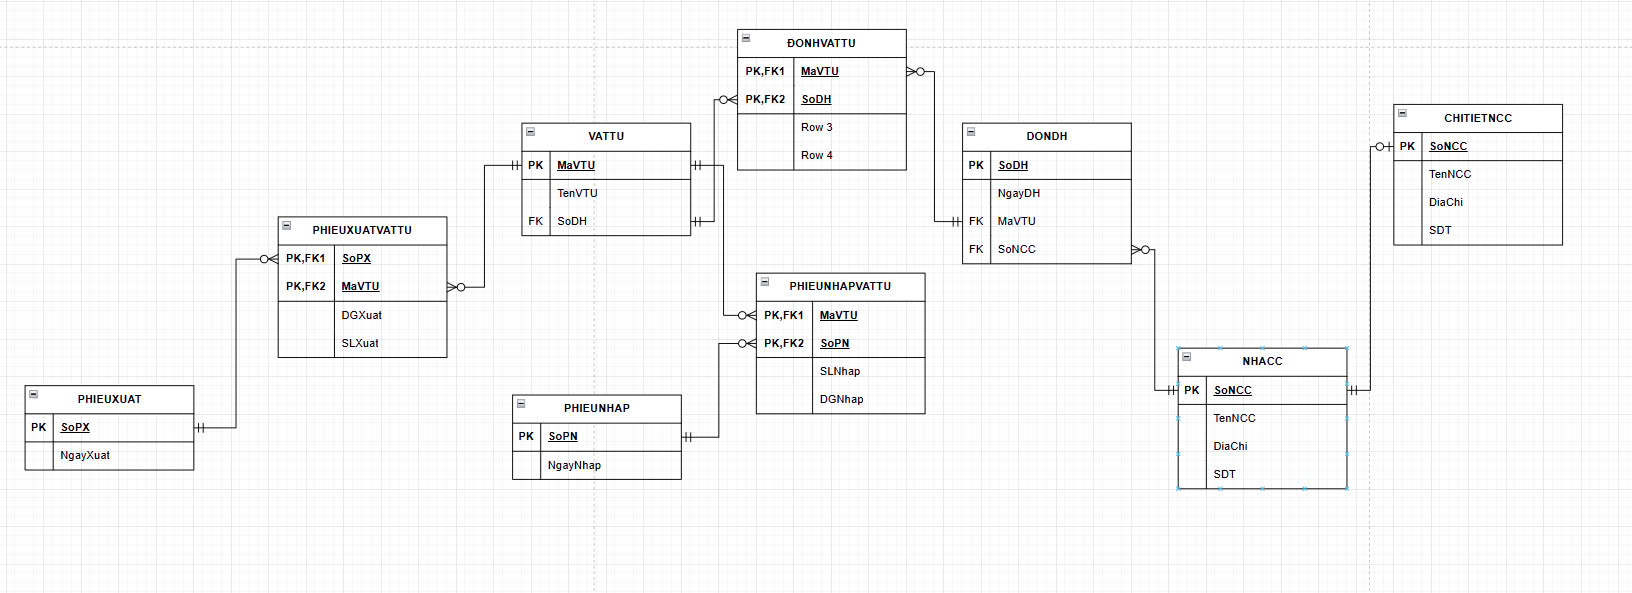 ĐONHVATTU
PK,FK1 MaVTU
PK,FK2 SoDH
Row 3
Row 4
VATTU
PK MaVTU
TenVTU
FK SoDH
DONDH
PK SoDH
NgayDH
FK MaVTU
FK SoNCC
CHITIETNCC
PK SoNCC
TenNCC
DiaChi
SDT
PHIEUXUATVATTU
PK,FK1 SoPX
PK,FK2 MaVTU
DGXuat
SLXuat
PHIEUNHAPVATTU
PK,FK1 MaVTU
PK,FK2 SoPN
SLNhap
DGNhap
NHACC
PK SoNCC
TenNCC
DiaChi
SDT
PHIEUXUAT
PK SoPX
NgayXuat
PHIEUNHAP
PK SoPN
NgayNhap